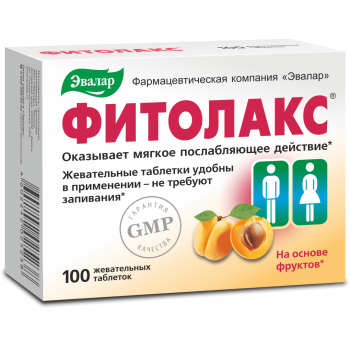 Эвалар
Фармацевтическая компания «Эвалар»
ФИТОЛАКС®
Оказывает мягкое послабляющее действие*
Жевательные таблетки удобны
в применении – не требуют
запивания*
ГАРАНТИЯ
GMP
КАЧЕСТВА
На основе
фруктов*
100 жевательных
таблеток